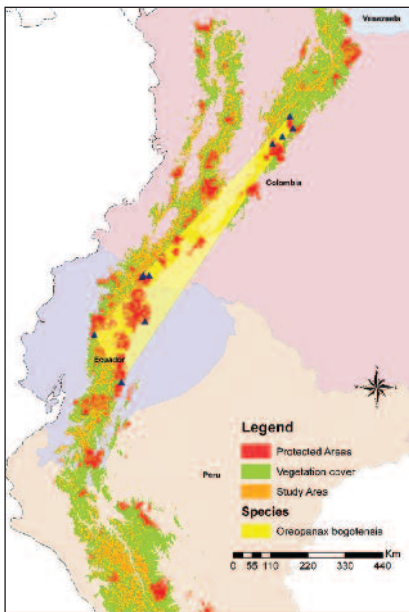 Venezuela
Colombia
Ecuador
Peru
Legend
Protected Areas
Vegetation cover
Study Area
Species
Oreopanax bogotensis
Km
0 55 110 220 330 440